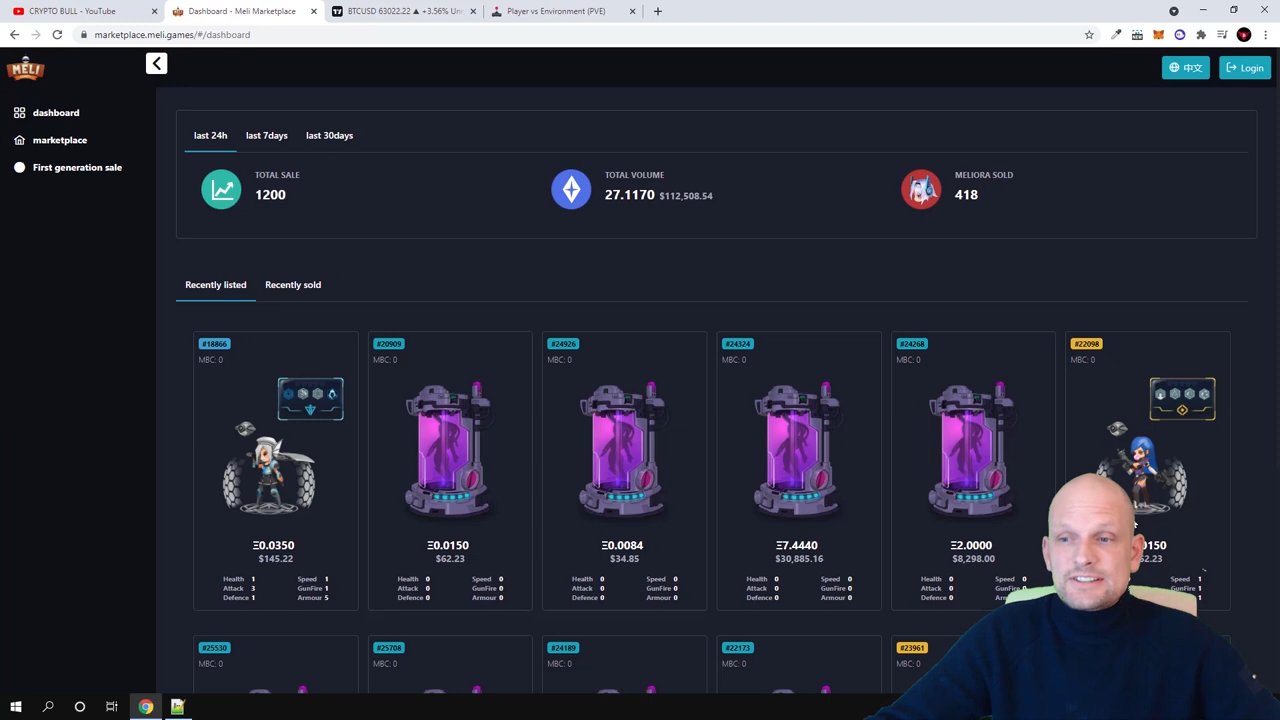 CRYPTO BULL - YouTube
Dashboard - Meli Marketplace
BTCUSD 63022.22 ▲ +3.56% Un
Player vs Environment (PVE)
marketplace.meli.games/#/dashboard
MELI
中文
Login
dashboard
marketplace
First generation sale
last 24h
last 7days
last 30days
TOTAL SALE
1200
TOTAL VOLUME
27.1170 $112,508.54
MELIORA SOLD
418
Recently listed
Recently sold
#18866
MBC: 0
Ξ0.0350
$145.22
Health 1 Speed 1
Attack 3 GunFire 1
Defence 1 Armour 5
#20909
MBC: 0
Ξ0.0150
$62.23
Health 0 Speed 0
Attack 0 GunFire 0
Defence 0 Armour 0
#24926
MBC: 0
Ξ0.0084
$34.85
Health 0 Speed 0
Attack 0 GunFire 0
Defence 0 Armour 0
#24324
MBC: 0
Ξ7.4440
$30,885.16
Health 0 Speed 0
Attack 0 GunFire 0
Defence 0 Armour 0
#24268
MBC: 0
Ξ2.0000
$8,298.00
Health 0 Speed 0
Attack 0 GunFire
Defence 0
#22098
MBC: 0
0150
62.23
Speed 1
GunFire 1
1
#25530
MBC: 0
#25708
MBC: 0
#24189
MBC: 0
#22173
MBC: 0
#23961
MBC: 0